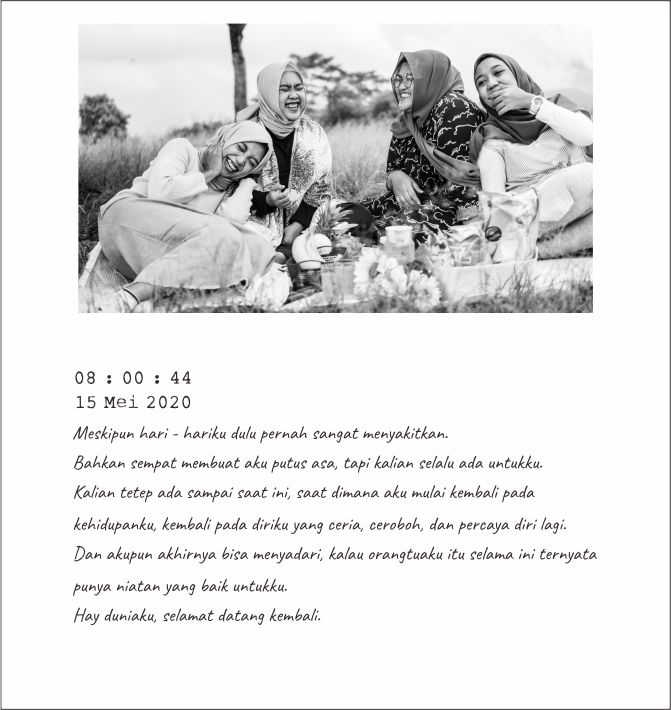 08 : 00 : 44
15 Mei 2020
Meskipun hari - hariku dulu pernah sangat menyakitkan.
Bahkan sempat membuat aku putus asa, tapi kalian selalu ada untukku.
Kalian tetep ada sampai saat ini, saat dimana aku mulai kembali pada
kehidupanku, kembali pada diriku yang ceria, ceroboh, dan percaya diri lagi.
Dan akupun akhirnya bisa menyadari, kalau orangtuaku itu selama ini ternyata
punya niatan yang baik untukku.
Hay duniaku, selamat datang kembali.